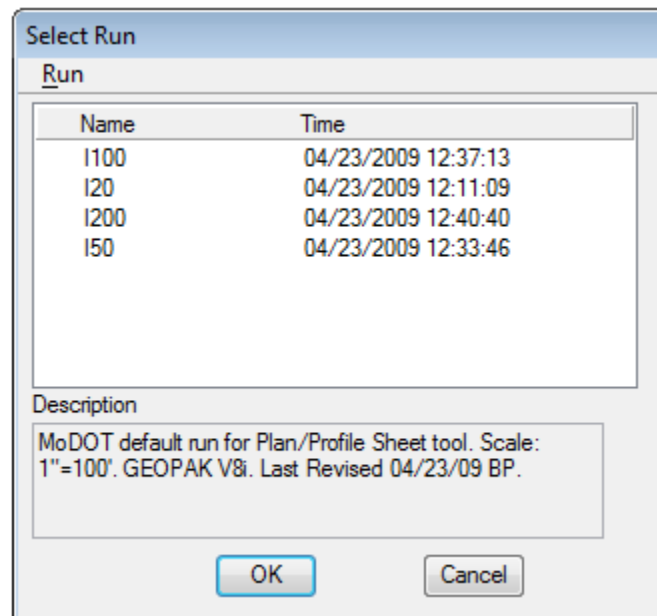 Select Run
Run
Name Time
I100 04/23/2009 12:37:13
I20 04/23/2009 12:11:09
I200 04/23/2009 12:40:40
I50 04/23/2009 12:33:46
Description
MoDOT default run for Plan/Profile Sheet tool. Scale:
1"=100'. GEOPAK V8i. Last Revised 04/23/09 BP.
OK Cancel